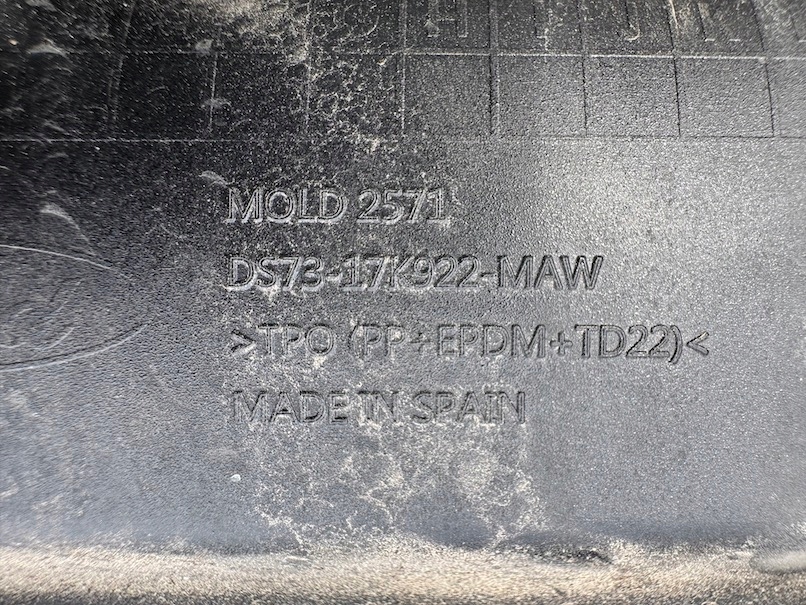 MOLD 2571
DS73-17K922-MAW
>TPO (PP+EPDM+TD22)<
MADE IN SPAIN